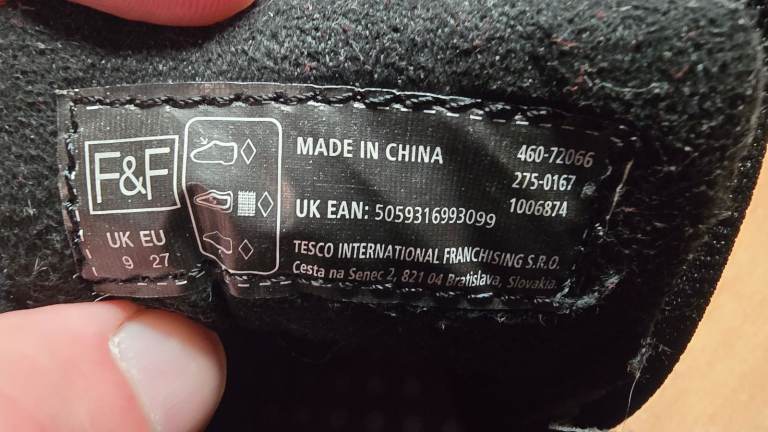 F&F
UK EU
9 27
MADE IN CHINA
UK EAN: 5059316993099
460-72066
275-0167
1006874
TESCO INTERNATIONAL FRANCHISING S.R.O.
Cesta na Senec 2, 821 04 Bratislava, Slovakia.